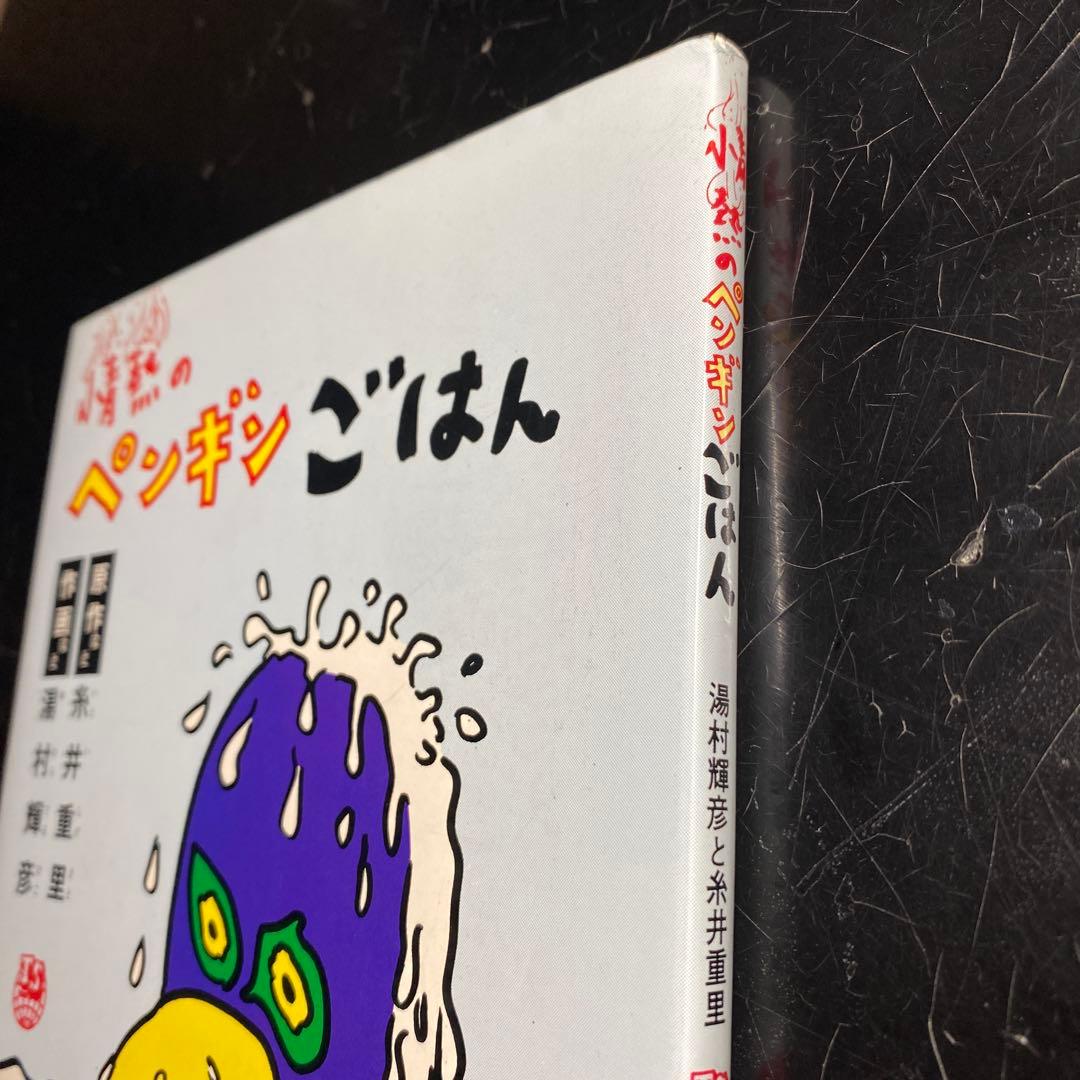 情熱の
ペンギンごはん
原作
糸井重里
作画
湯村輝彦
情熱のペンギンごはん
湯村輝彦と糸井重里